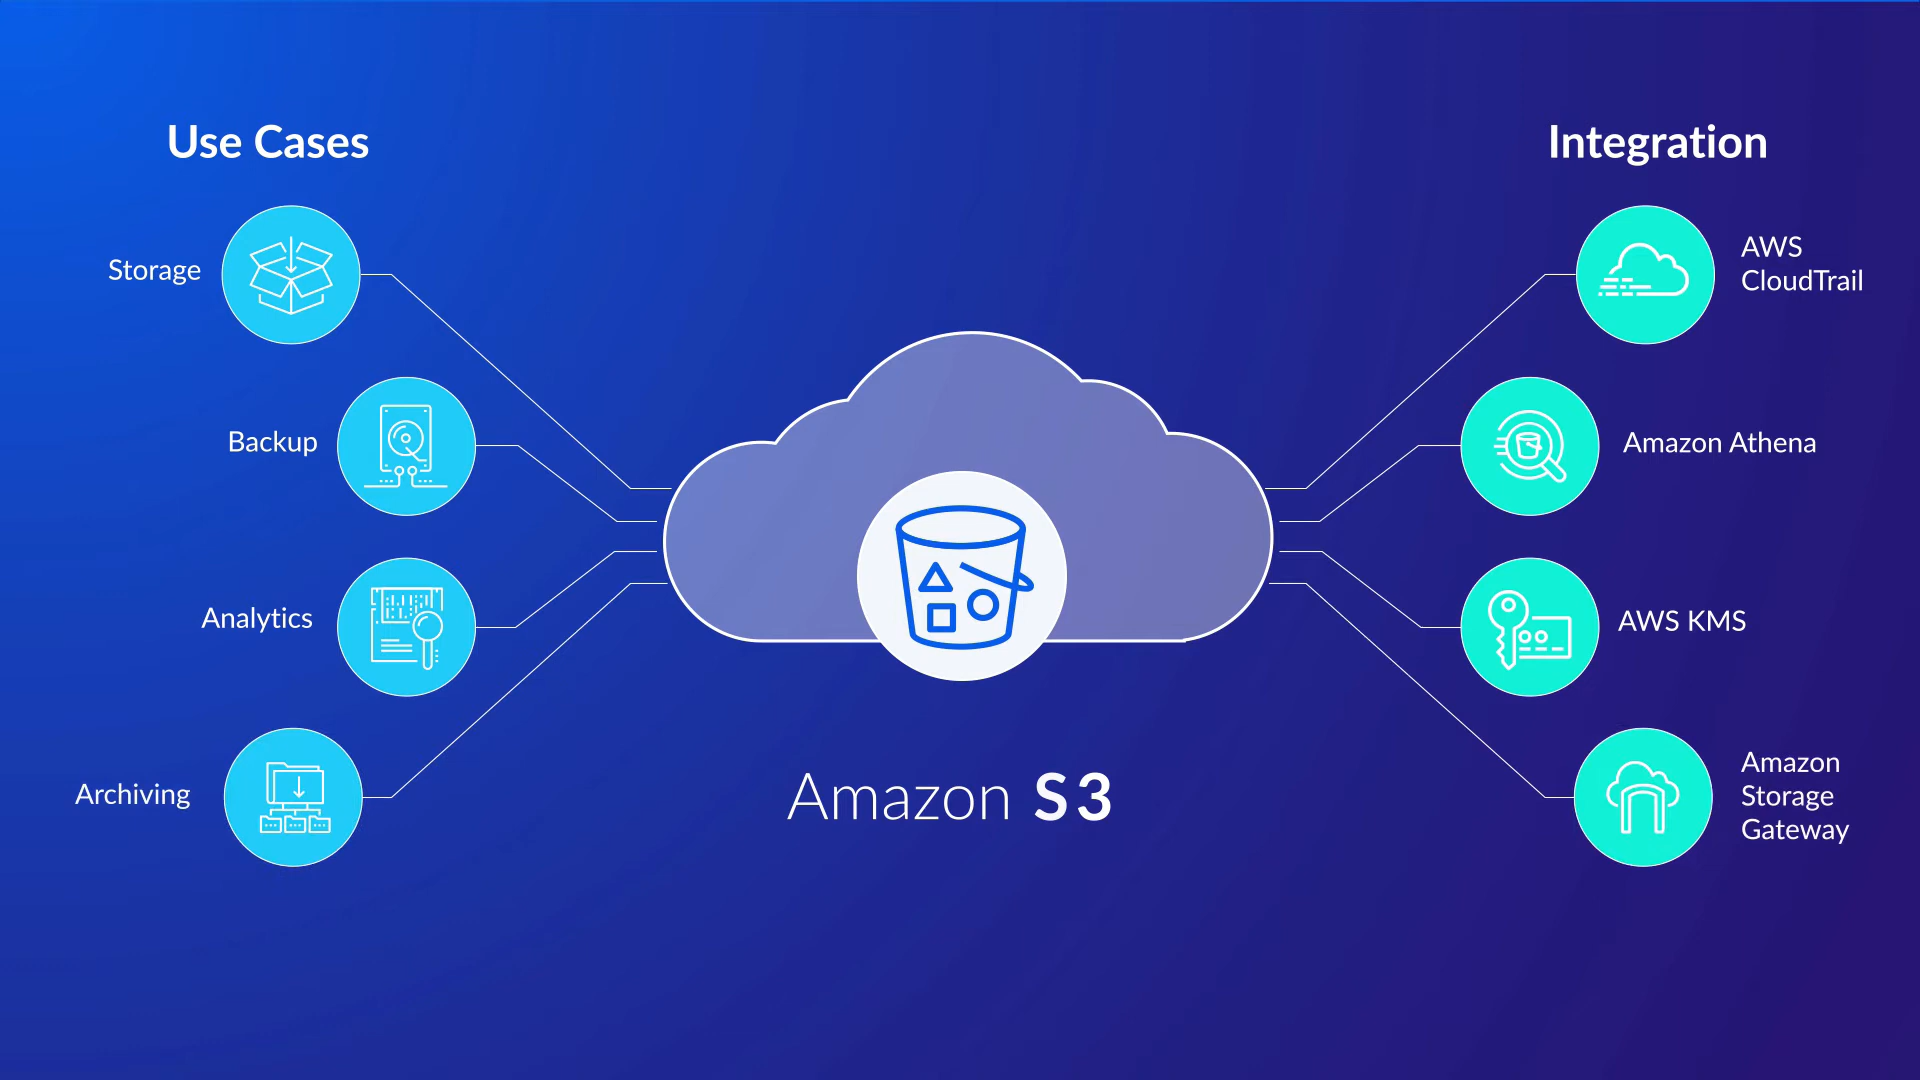 Use Cases
Storage
Backup
Analytics
Archiving
Amazon S3
Integration
AWS
CloudTrail
Amazon Athena
AWS KMS
Amazon
Storage
Gateway